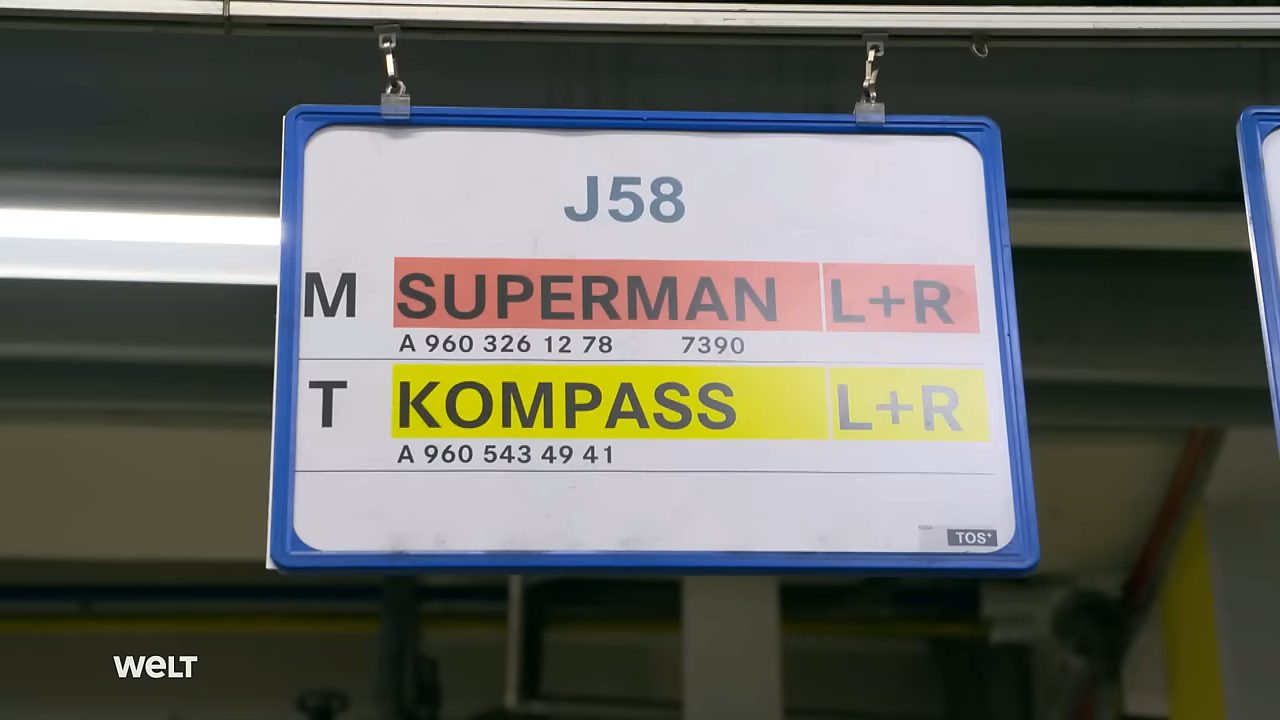 J58
M SUPERMAN L+R
A 960 326 12 78 7390
T KOMPASS L+R
A 960 543 49 41
TOS+
WELT